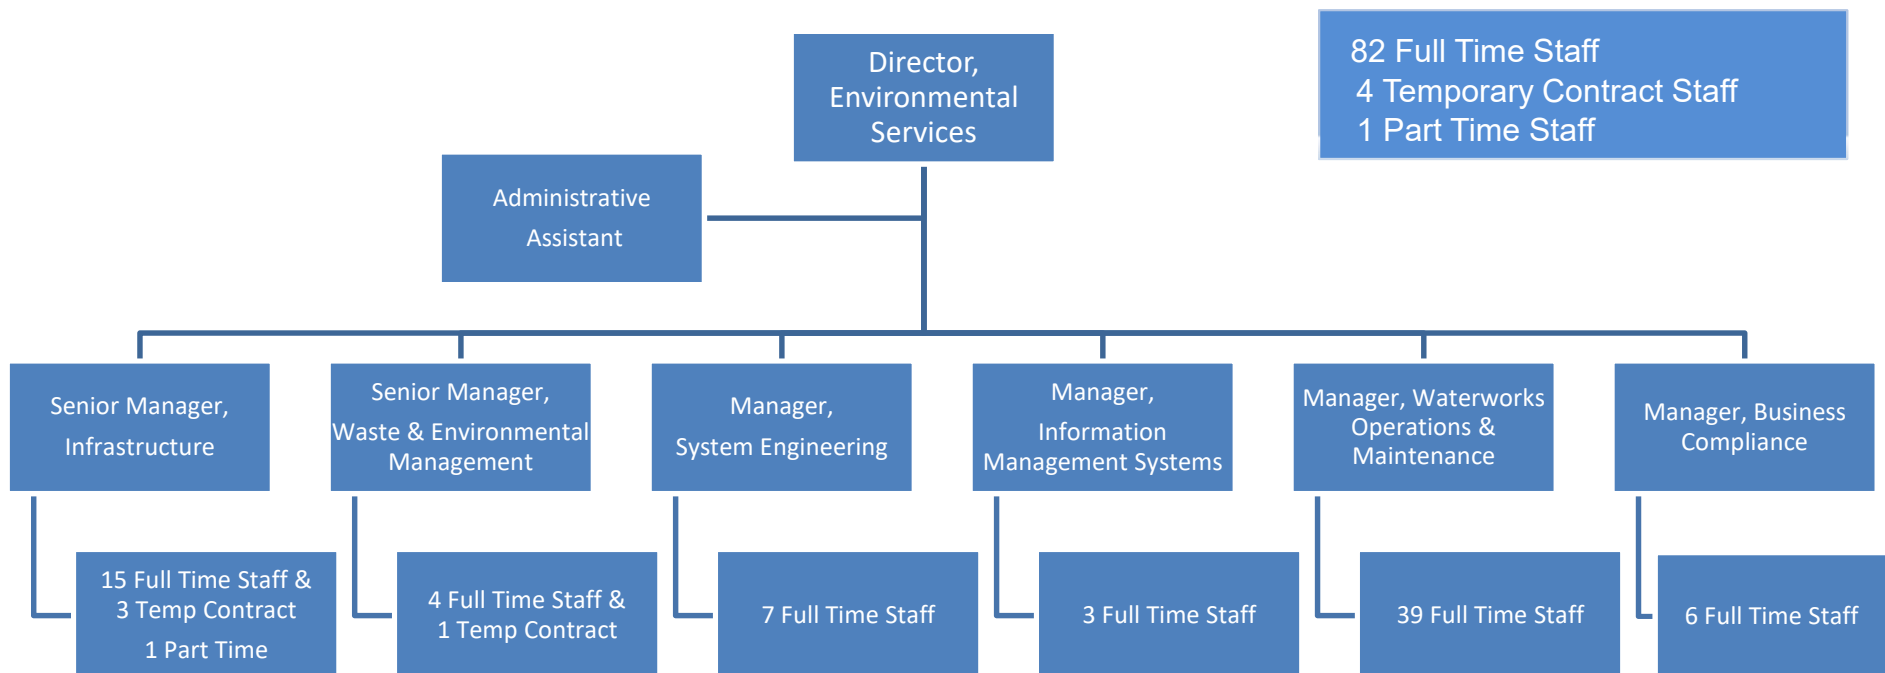 Director,
Environmental
Services
82 Full Time Staff
4 Temporary Contract Staff
1 Part Time Staff
Administrative
Assistant
Senior Manager,
Infrastructure
Senior Manager,
Waste & Environmental
Management
Manager,
System Engineering
Manager,
Information
Management Systems
Manager, Waterworks
Operations &
Maintenance
Manager, Business
Compliance
15 Full Time Staff &
3 Temp Contract
1 Part Time
4 Full Time Staff &
1 Temp Contract
7 Full Time Staff
3 Full Time Staff
39 Full Time Staff
6 Full Time Staff